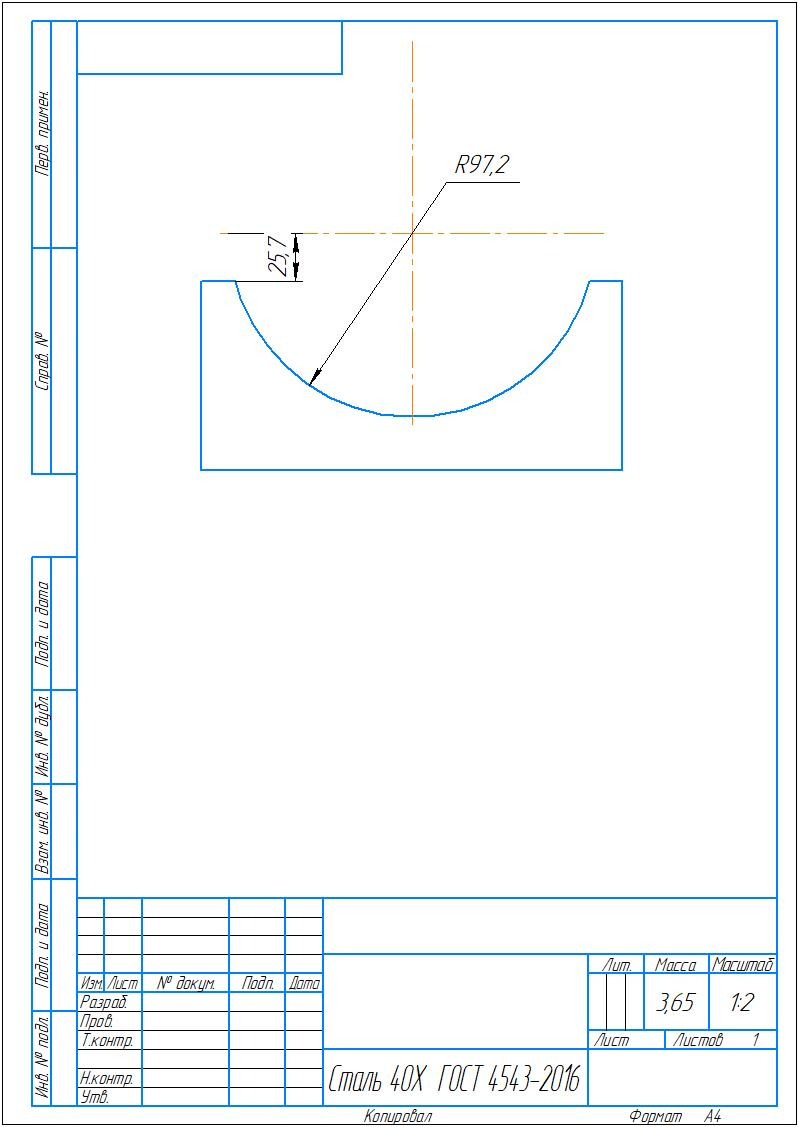 Перв. примен.
Справ. №
R97,2
25,7
Подп. и дата
Инв. № дубл.
Взам. инв. №
Подп. и дата
Инв. № подл.
Изм. Лист № докум. Подп. Дата
Разраб.
Пров.
Т.контр.
Н.контр.
Утв.
Лит. Масса Масштаб
3,65 1:2
Лист Листов 1
Сталь 40Х ГОСТ 4543-2016
Копировал Формат А4